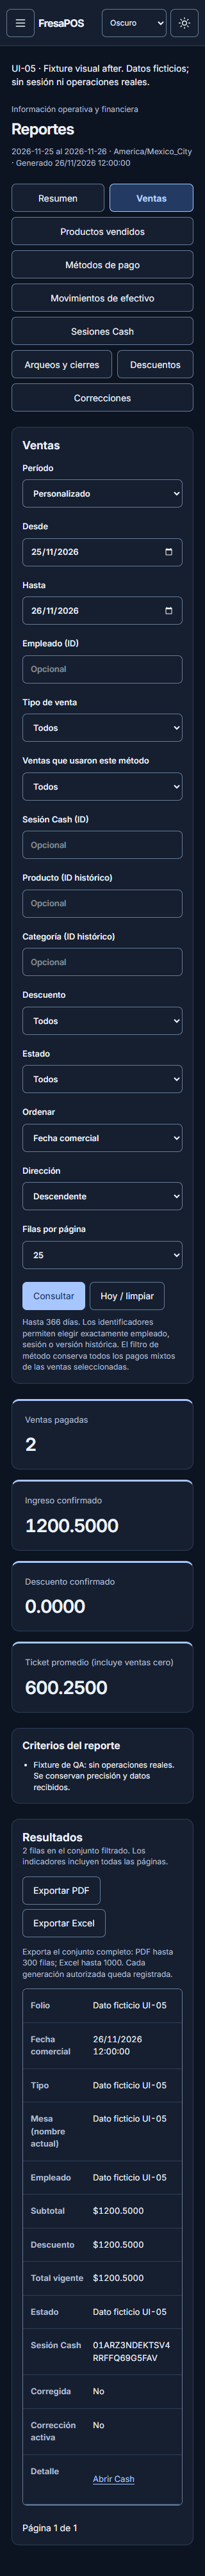 FresaPOS
Oscuro
UI-05 · Fixture visual after. Datos ficticios;
sin sesión ni operaciones reales.
Información operativa y financiera
Reportes
2026-11-25 al 2026-11-26 · America/Mexico_City
· Generado 26/11/2026 12:00:00
Resumen
Ventas
Productos vendidos
Métodos de pago
Movimientos de efectivo
Sesiones Cash
Arqueos y cierres
Descuentos
Correcciones
Ventas
Período
Personalizado
Desde
25/11/2026
Hasta
26/11/2026
Empleado (ID)
Opcional
Tipo de venta
Todos
Ventas que usaron este método
Todos
Sesión Cash (ID)
Opcional
Producto (ID histórico)
Opcional
Categoría (ID histórico)
Opcional
Descuento
Todos
Estado
Todos
Ordenar
Fecha comercial
Dirección
Descendente
Filas por página
25
Consultar
Hoy / limpiar
Hasta 366 días. Los identificadores
permiten elegir exactamente empleado,
sesión o versión histórica. El filtro de
método conserva todos los pagos mixtos
de las ventas seleccionadas.
Ventas pagadas
2
Ingreso confirmado
1200.5000
Descuento confirmado
0.0000
Ticket promedio (incluye ventas cero)
600.2500
Criterios del reporte
• Fixture de QA: sin operaciones reales.
Se conservan precisión y datos
recibidos.
Resultados
2 filas en el conjunto filtrado. Los
indicadores incluyen todas las páginas.
Exportar PDF
Exportar Excel
Exporta el conjunto completo: PDF hasta
300 filas; Excel hasta 1000. Cada
generación autorizada queda registrada.
Folio Dato ficticio UI-05
Fecha 26/11/2026
comercial 12:00:00
Tipo Dato ficticio UI-05
Mesa Dato ficticio UI-05
(nombre
actual)
Empleado Dato ficticio UI-05
Subtotal $1200.5000
Descuento $1200.5000
Total vigente $1200.5000
Estado Dato ficticio UI-05
Sesión Cash 01ARZ3NDEKTSV4
RRFFQ69G5FAV
Corregida No
Corrección No
activa
Detalle
Abrir Cash
Página 1 de 1